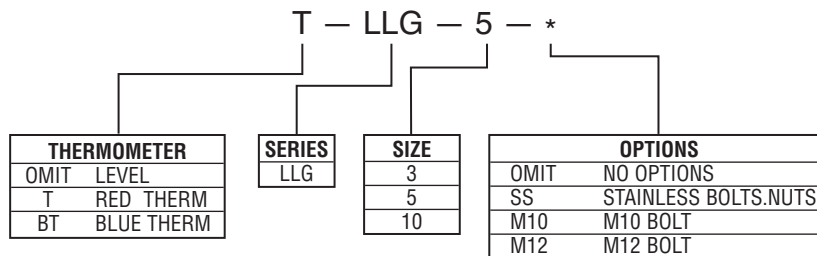 T — LLG — 5 — *
THERMOMETER
OMIT LEVEL
T RED THERM
BT BLUE THERM
SERIES
LLG
SIZE
3
5
10
OPTIONS
OMIT NO OPTIONS
SS STAINLESS BOLTS.NUTS
M10 M10 BOLT
M12 M12 BOLT